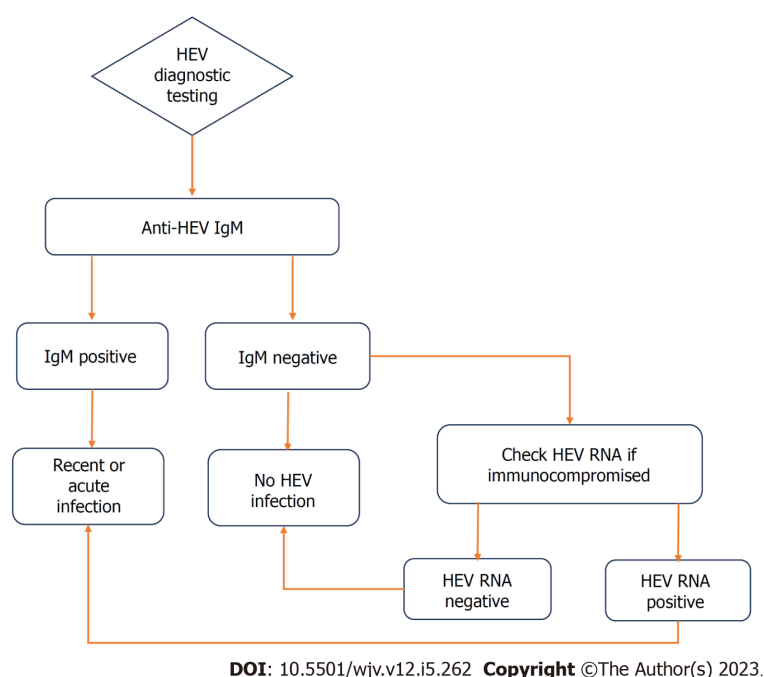 HEV
diagnostic
testing
Anti-HEV IgM
IgM positive
IgM negative
Recent or
acute
infection
No HEV
infection
Check HEV RNA if
immunocompromised
HEV RNA
negative
HEV RNA
positive
DOI: 10.5501/wjv.v12.i5.262 Copyright ©The Author(s) 2023.